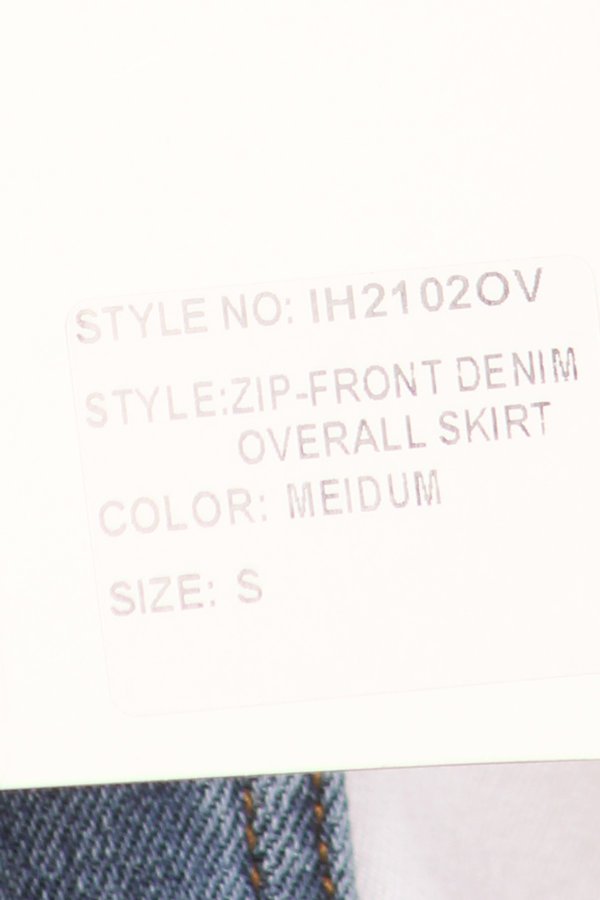 STYLE NO: IH2102OV
STYLE:ZIP-FRONT DENIM
OVERALL SKIRT
COLOR: MEIDUM
SIZE: S